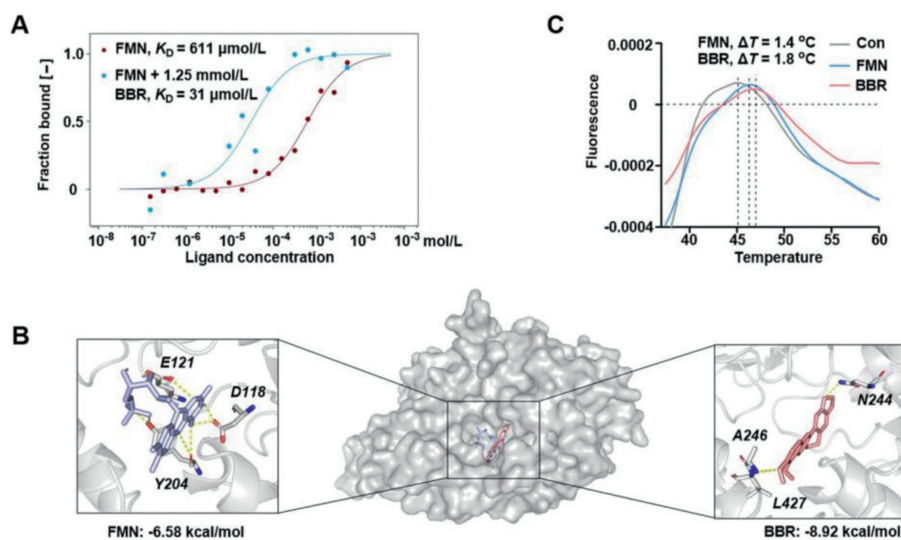 A
FMN, KD = 611 μmol/L
FMN + 1.25 mmol/L
BBR, KD = 31 μmol/L
Fraction bound [–]
1.0
0.5
0
10-8
10-7
10-6
10-5
10-4
10-3
10-3
mol/L
Ligand concentration
C
FMN, ΔT = 1.4 °C
BBR, ΔT = 1.8 °C
Con
FMN
BBR
Fluorescence
0.0002
0
-0.0002
-0.0004
40
45
50
55
60
Temperature
B
E121
D118
Y204
FMN: -6.58 kcal/mol
N244
A246
L427
BBR: -8.92 kcal/mol